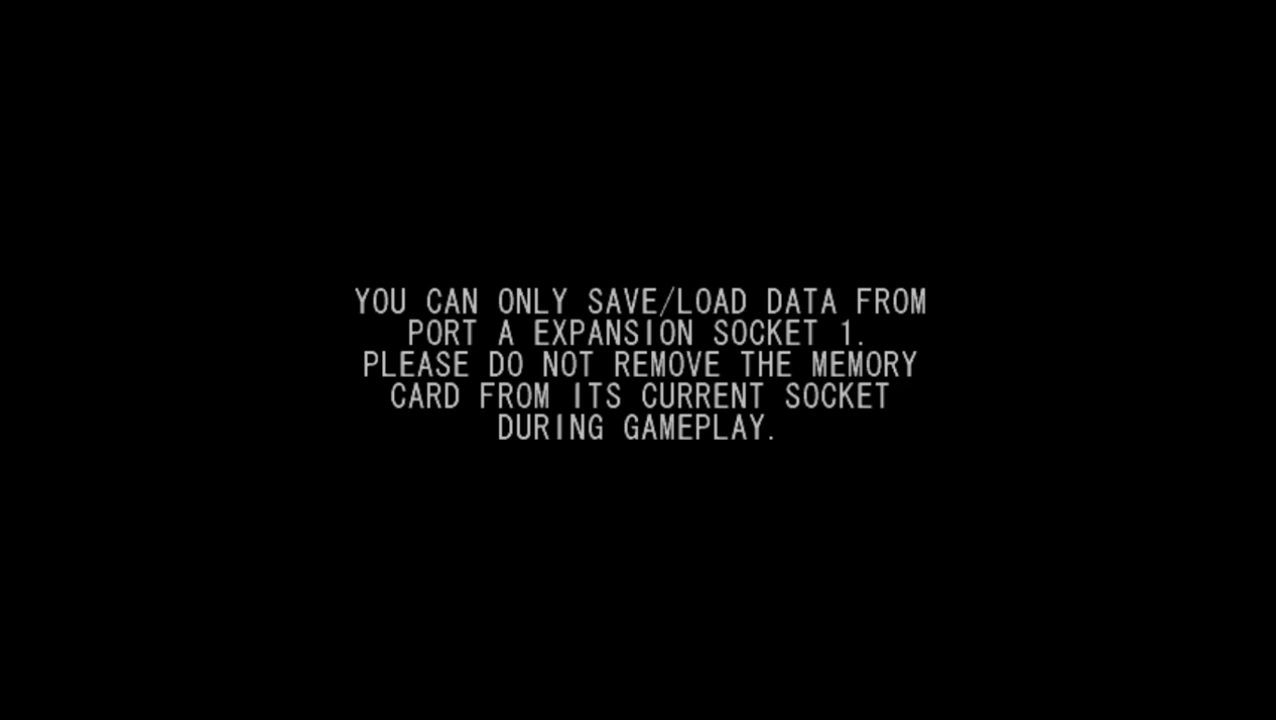 YOU CAN ONLY SAVE/LOAD DATA FROM
PORT A EXPANSION SOCKET 1.
PLEASE DO NOT REMOVE THE MEMORY
CARD FROM ITS CURRENT SOCKET
DURING GAMEPLAY.